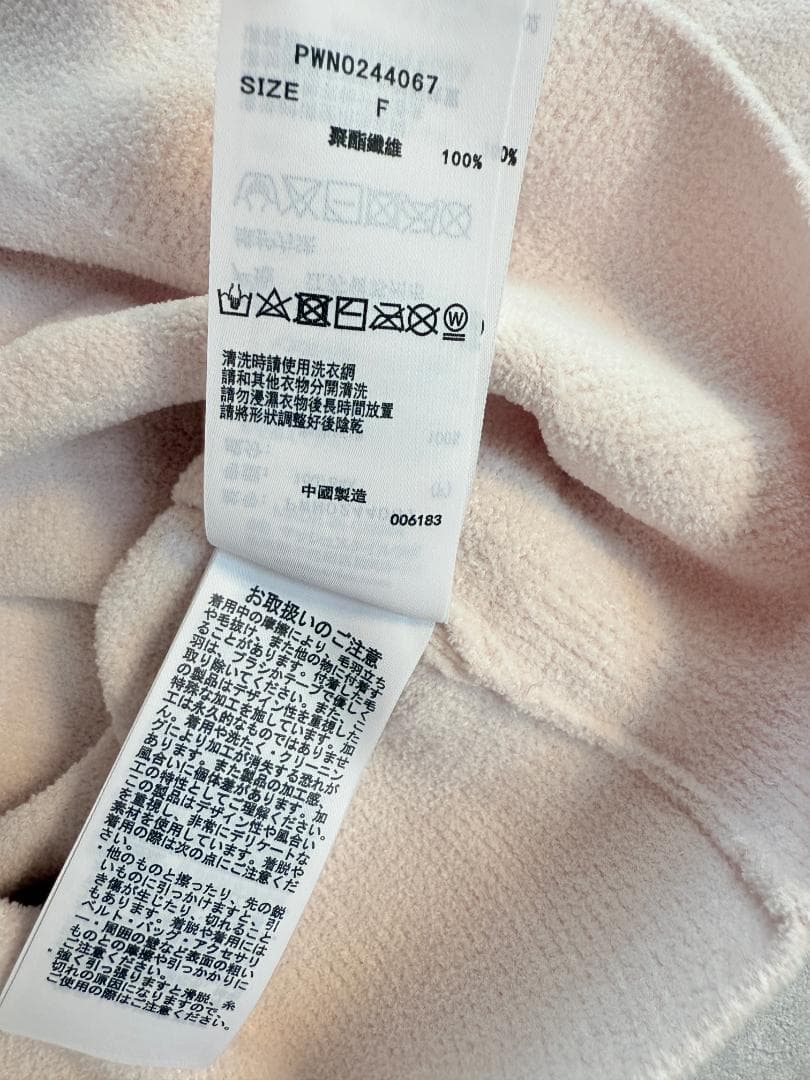 PWN0244067
SIZE F
聚酯纖維 100%
0%
W
清洗時請使用洗衣網
請和其他衣物分開清洗
請勿浸濕衣物後長時間放置
請將形狀調整好後陰乾
中國製造
006183
お取扱いのご注意
着用中の摩擦により、毛羽立ち
や毛抜け、また他の物に付着す
ることがあります。付着した毛
羽は、ブラシかテープで優しく
取り除いてください。また、こ
の製品はデザイン性を重視した
特殊な加工を施しています。加
工は永久的なものではありませ
ん。着用や洗たく・クリーニン
グにより加工が消失する恐れが
あります。また製品の加工感、
風合いに個体差があります。加
工の特性としてご理解ください。
この製品はデザイン性や風合い
を重視し、非常にデリケートな
素材を使用しています。着脱や
着用の際は次の点にご注意くだ
さい。
・他のものと擦ったり、先の鋭
いものに引っかけますと、引
き傷が生じたり、切れること
もあります。着脱や着用には
ベルト・バッグ・アクセサリ
ー・周囲の壁など表面の粗い
ものとの摩擦や引っかかりに
ご注意ください。
・強く引っ張りますと滑脱、糸
切れの原因になりますので、
ご使用の際はご注意ください。